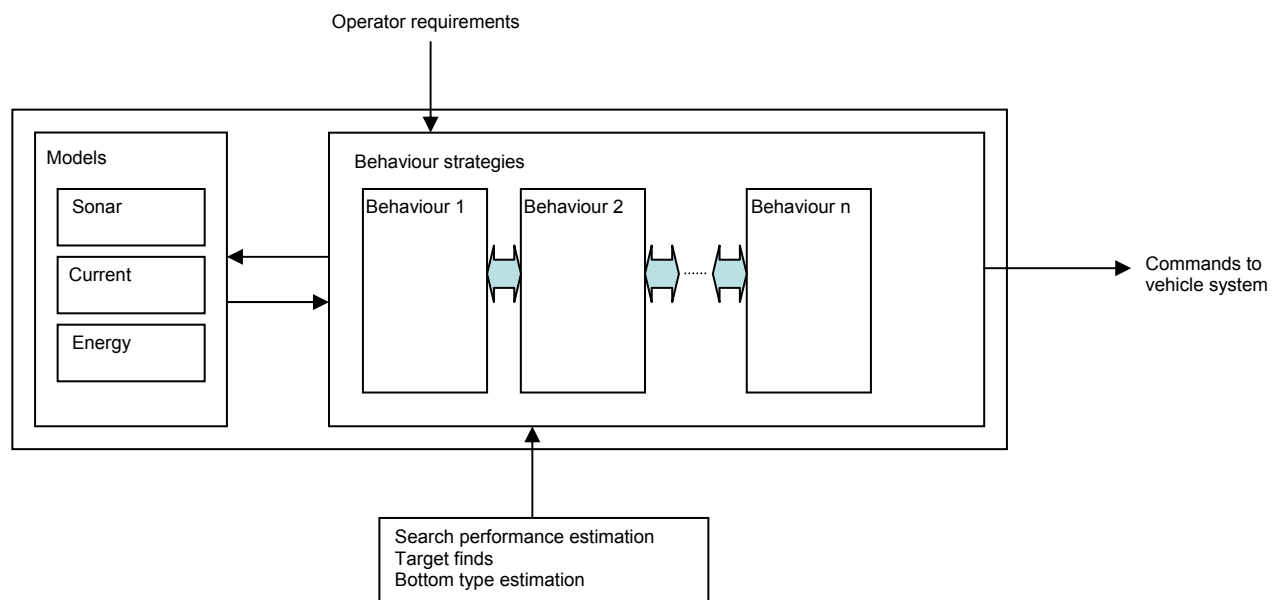 Operator requirements
Models
Sonar
Current
Energy
Behaviour strategies
Behaviour 1
Behaviour 2
......
Behaviour n
Commands to
vehicle system
Search performance estimation
Target finds
Bottom type estimation